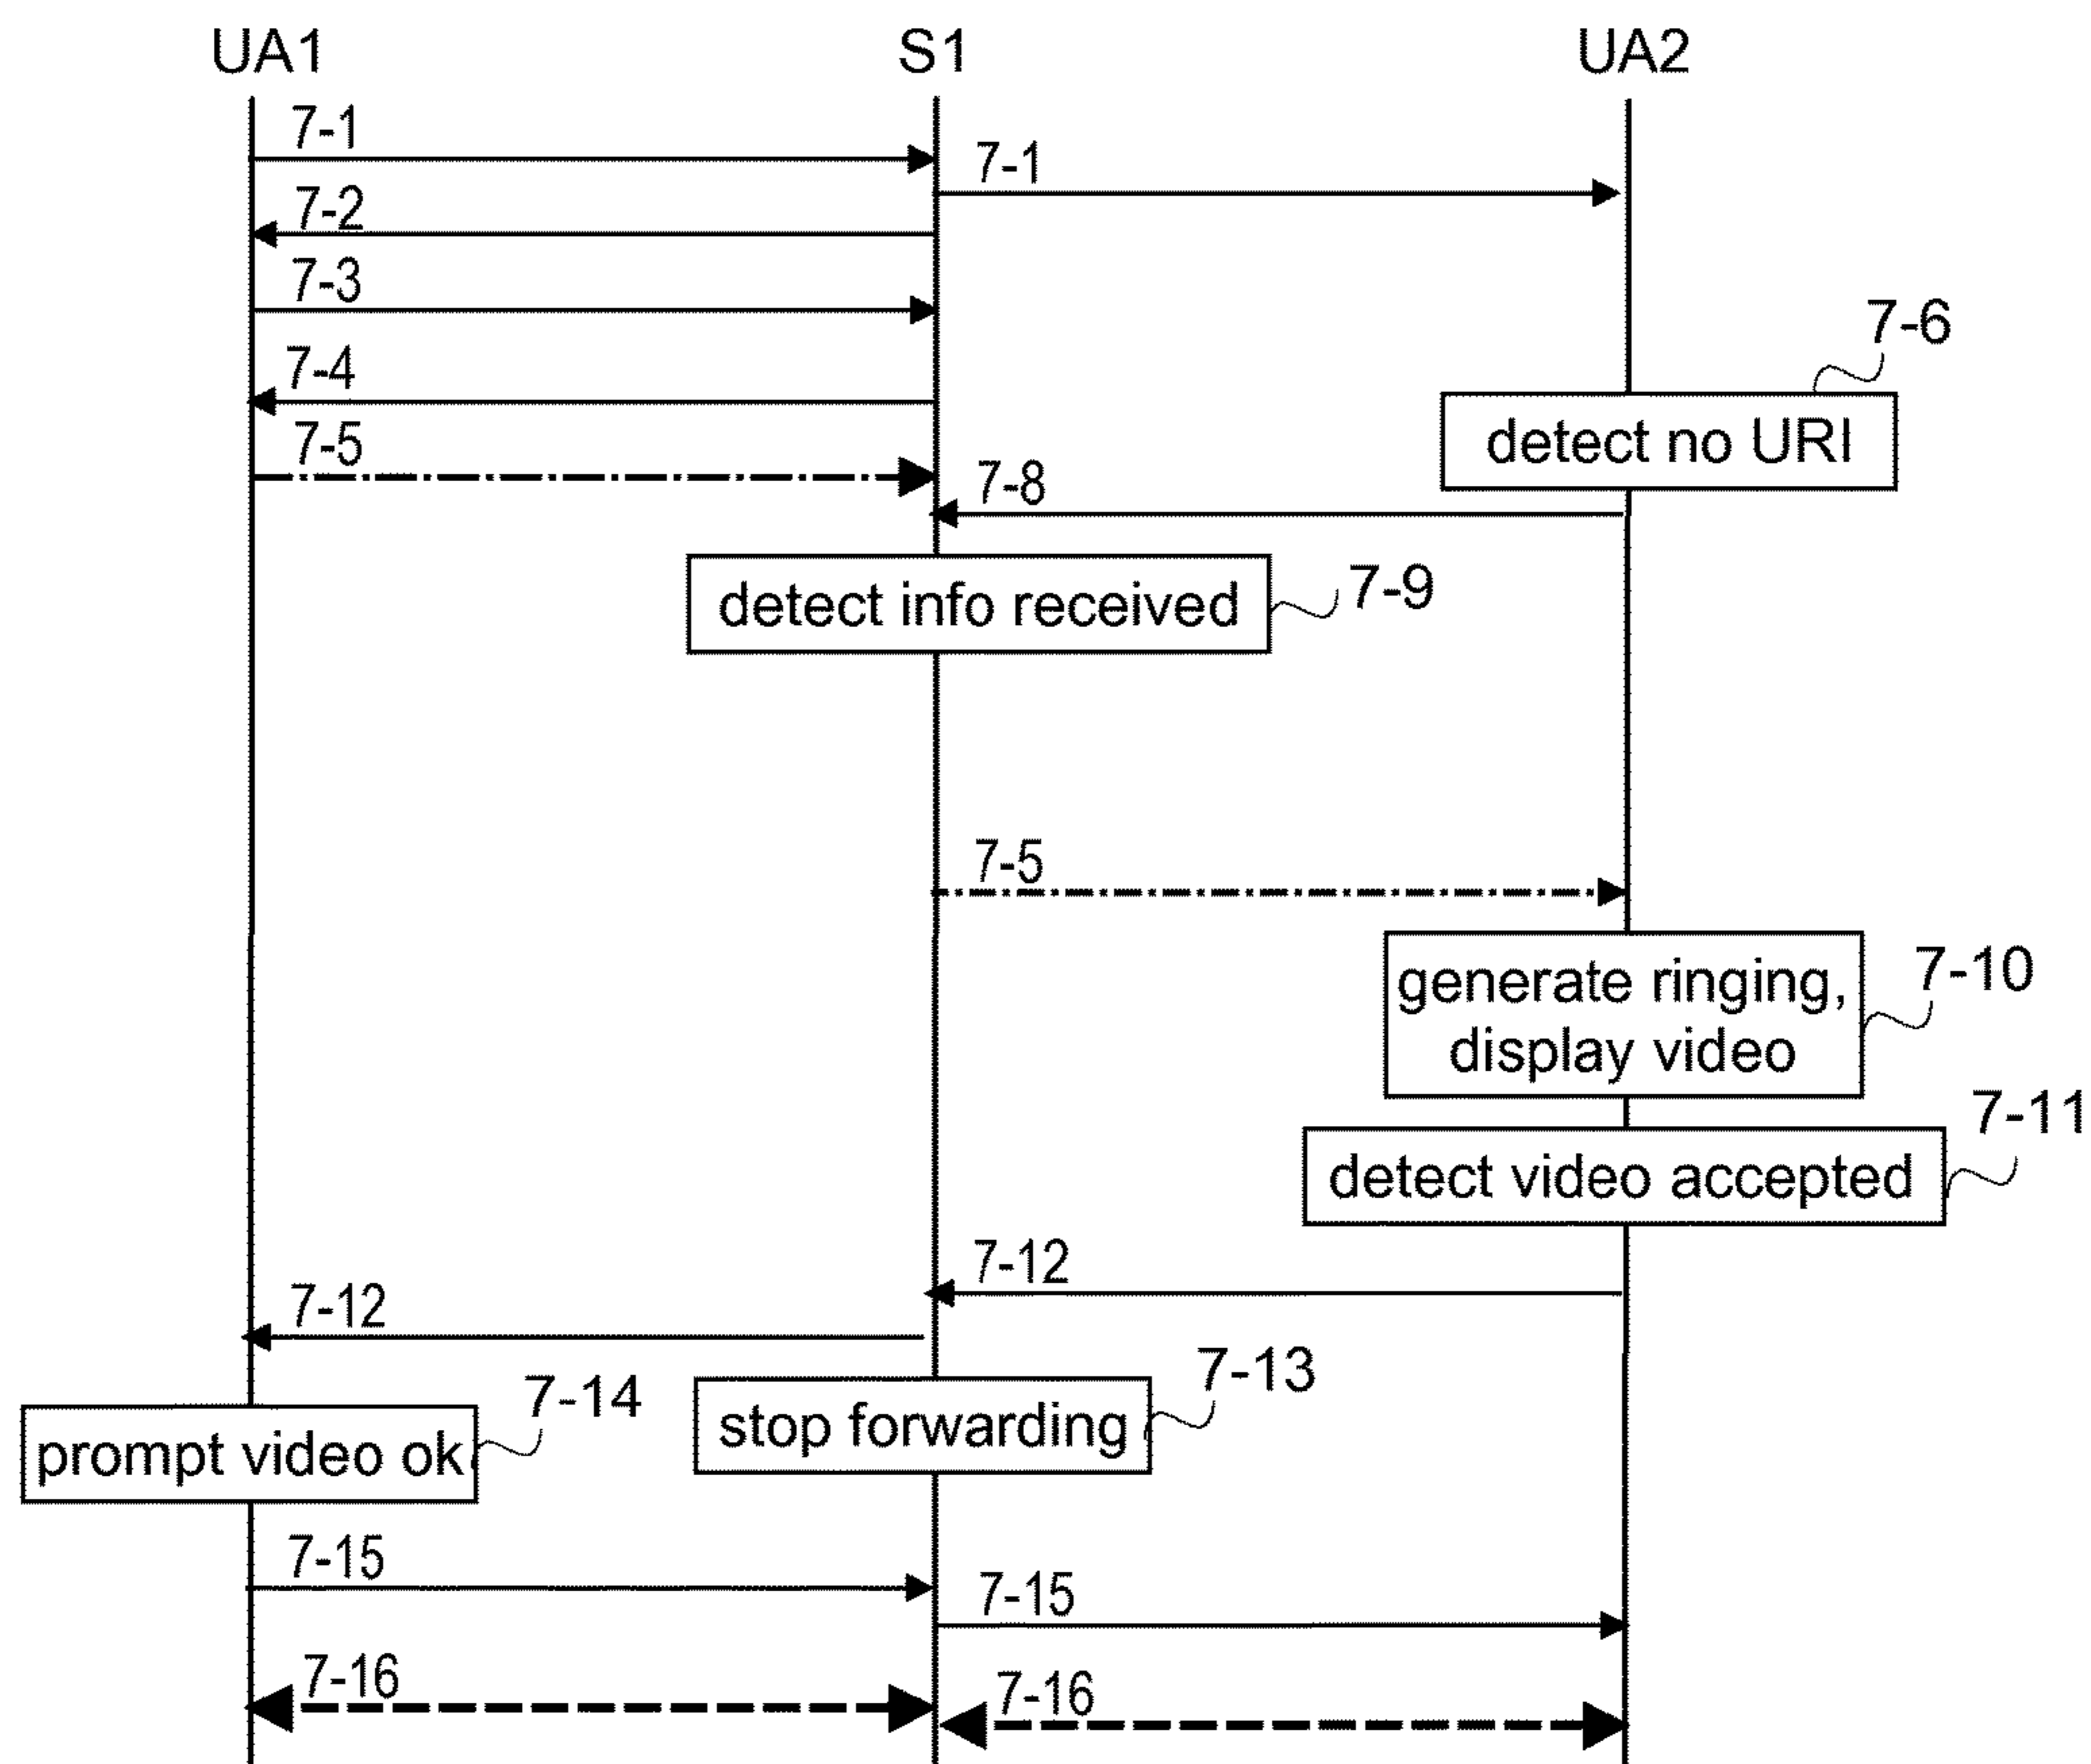 UA1
S1
UA2
7-1
7-1
7-2
7-3
7-6
7-4
detect no URI
7-5
7-8
detect info received
7-9
7-5
generate ringing,
display video
7-10
7-11
detect video accepted
7-12
7-12
7-13
7-14
stop forwarding
prompt video ok
7-15
7-15
7-16
7-16